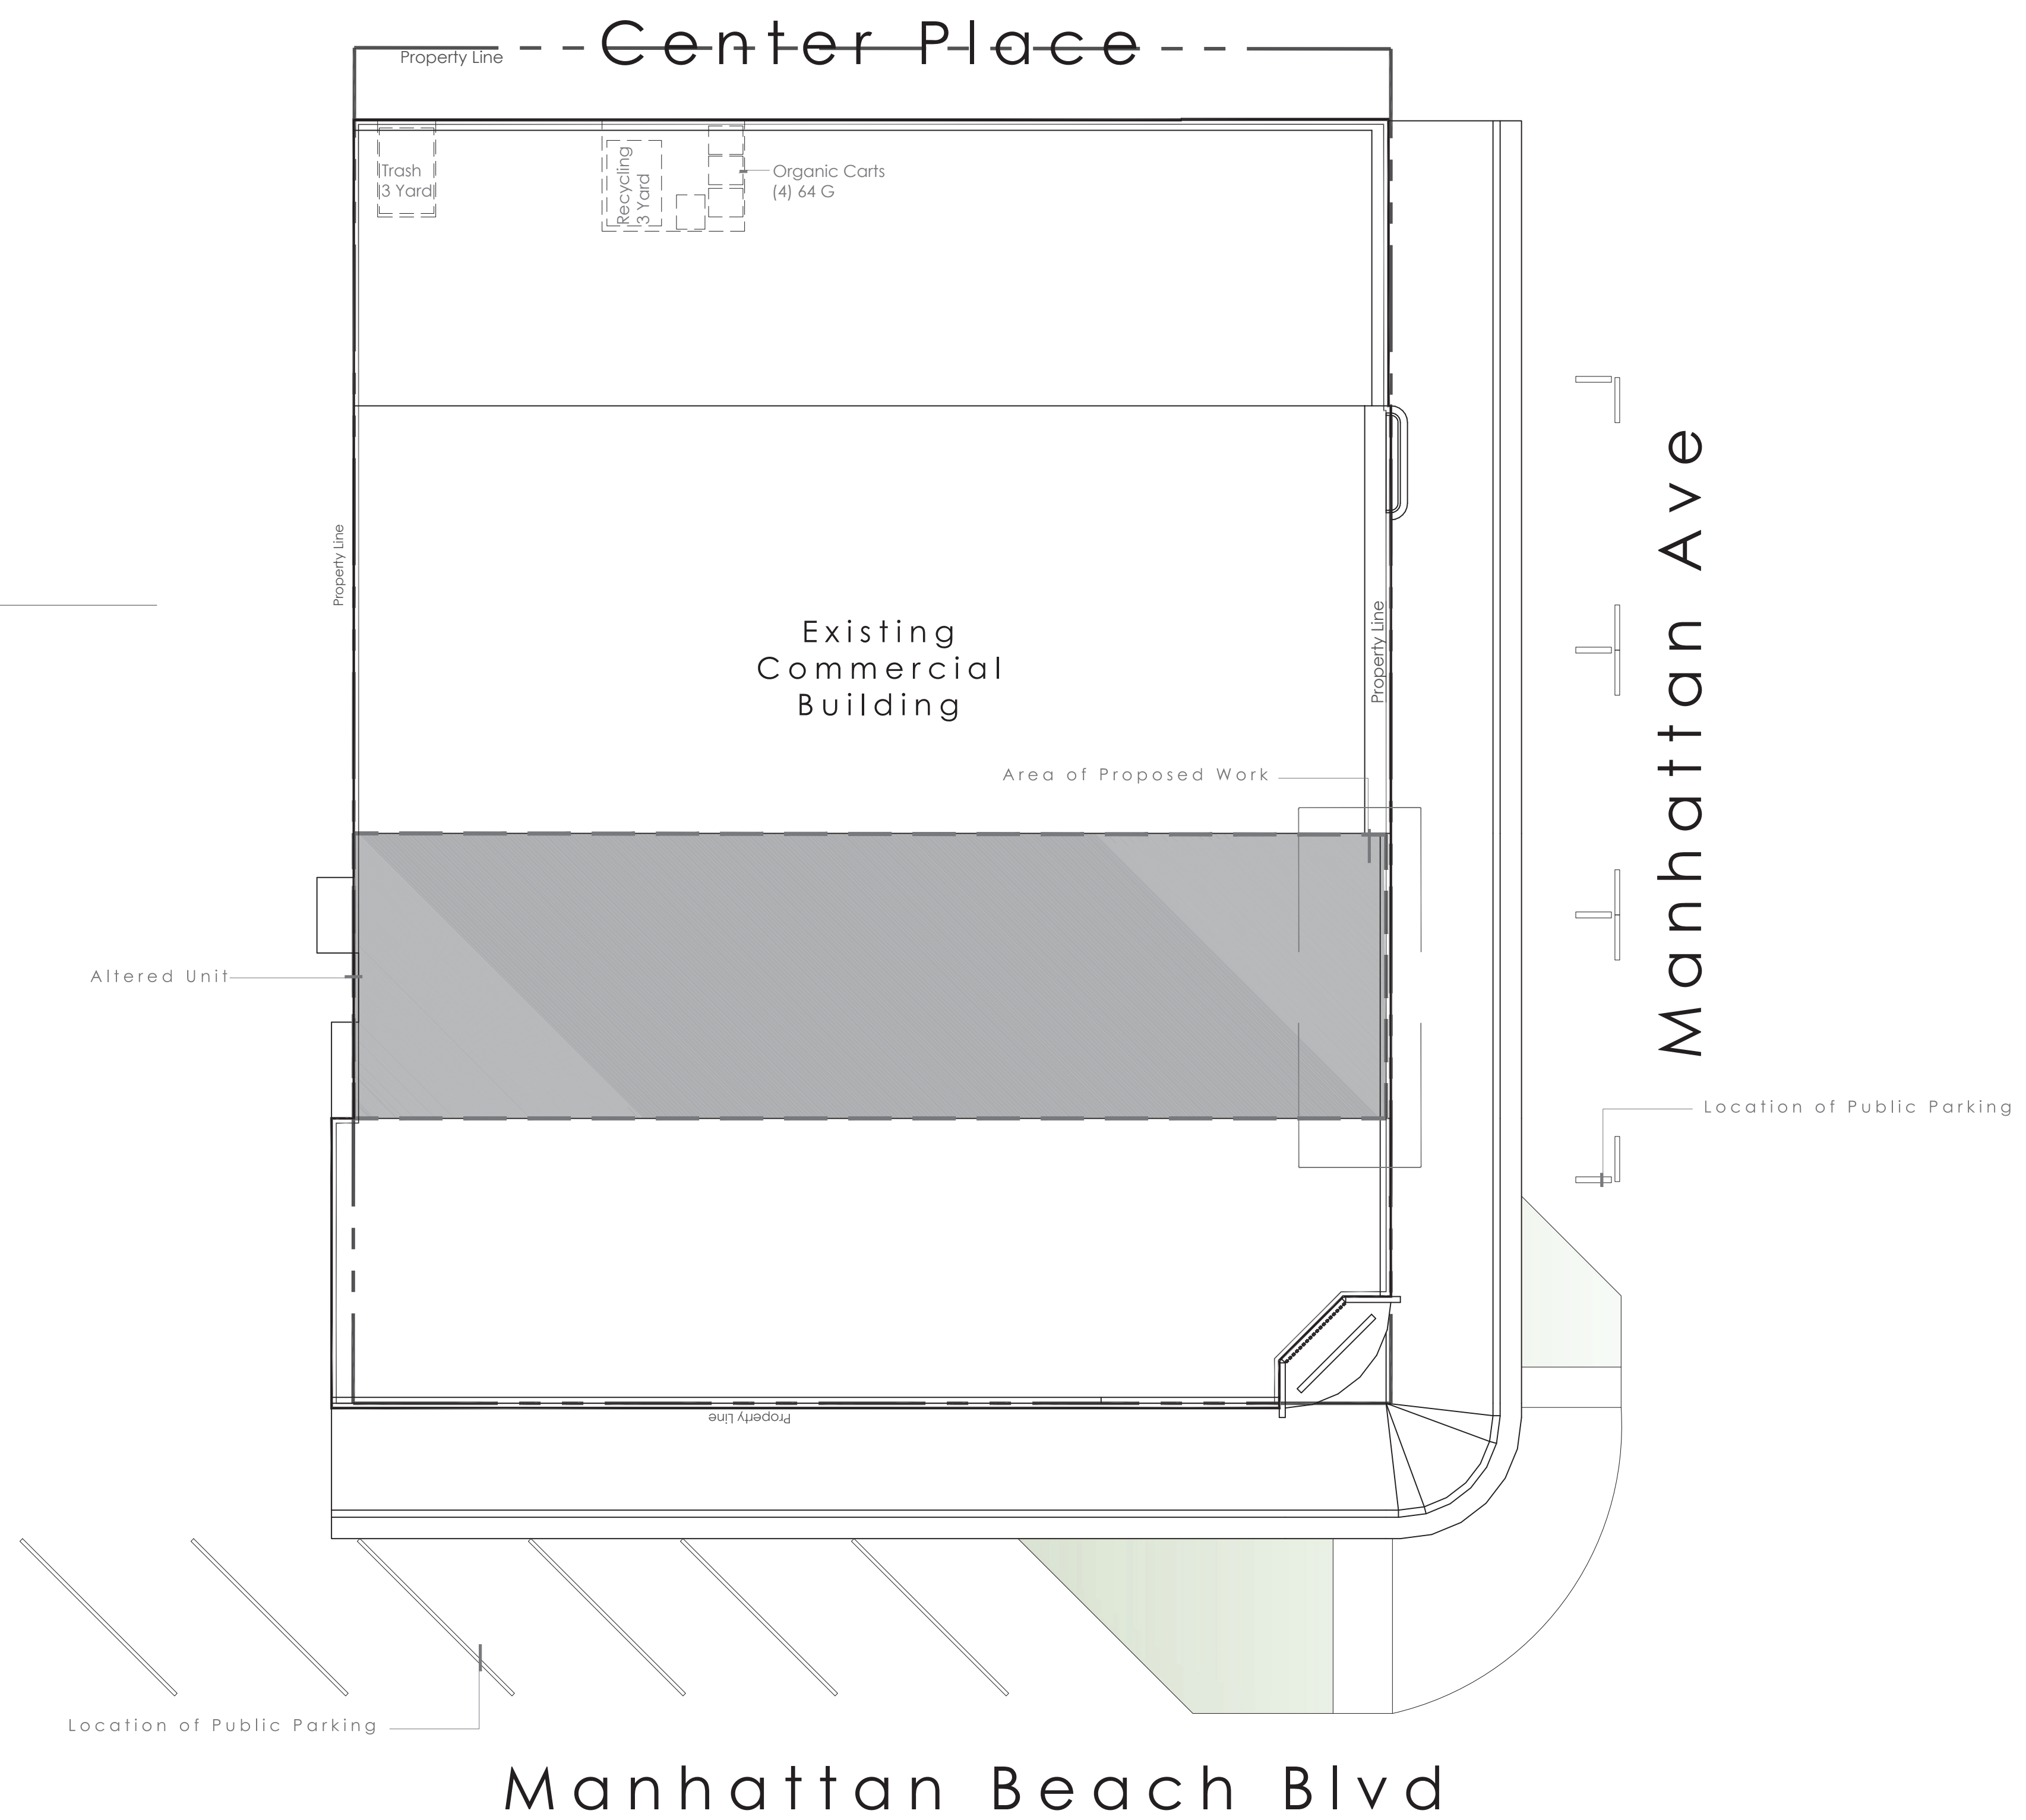 Center Place
Property Line
Trash
3 Yard
Recycling
3 Yard
Organic Carts
(4) 64 G
Property Line
Existing
Commercial
Building
Property Line
Manhattan Ave
Area of Proposed Work
Altered Unit
Location of Public Parking
Property Line
Location of Public Parking
Manhattan Beach Blvd